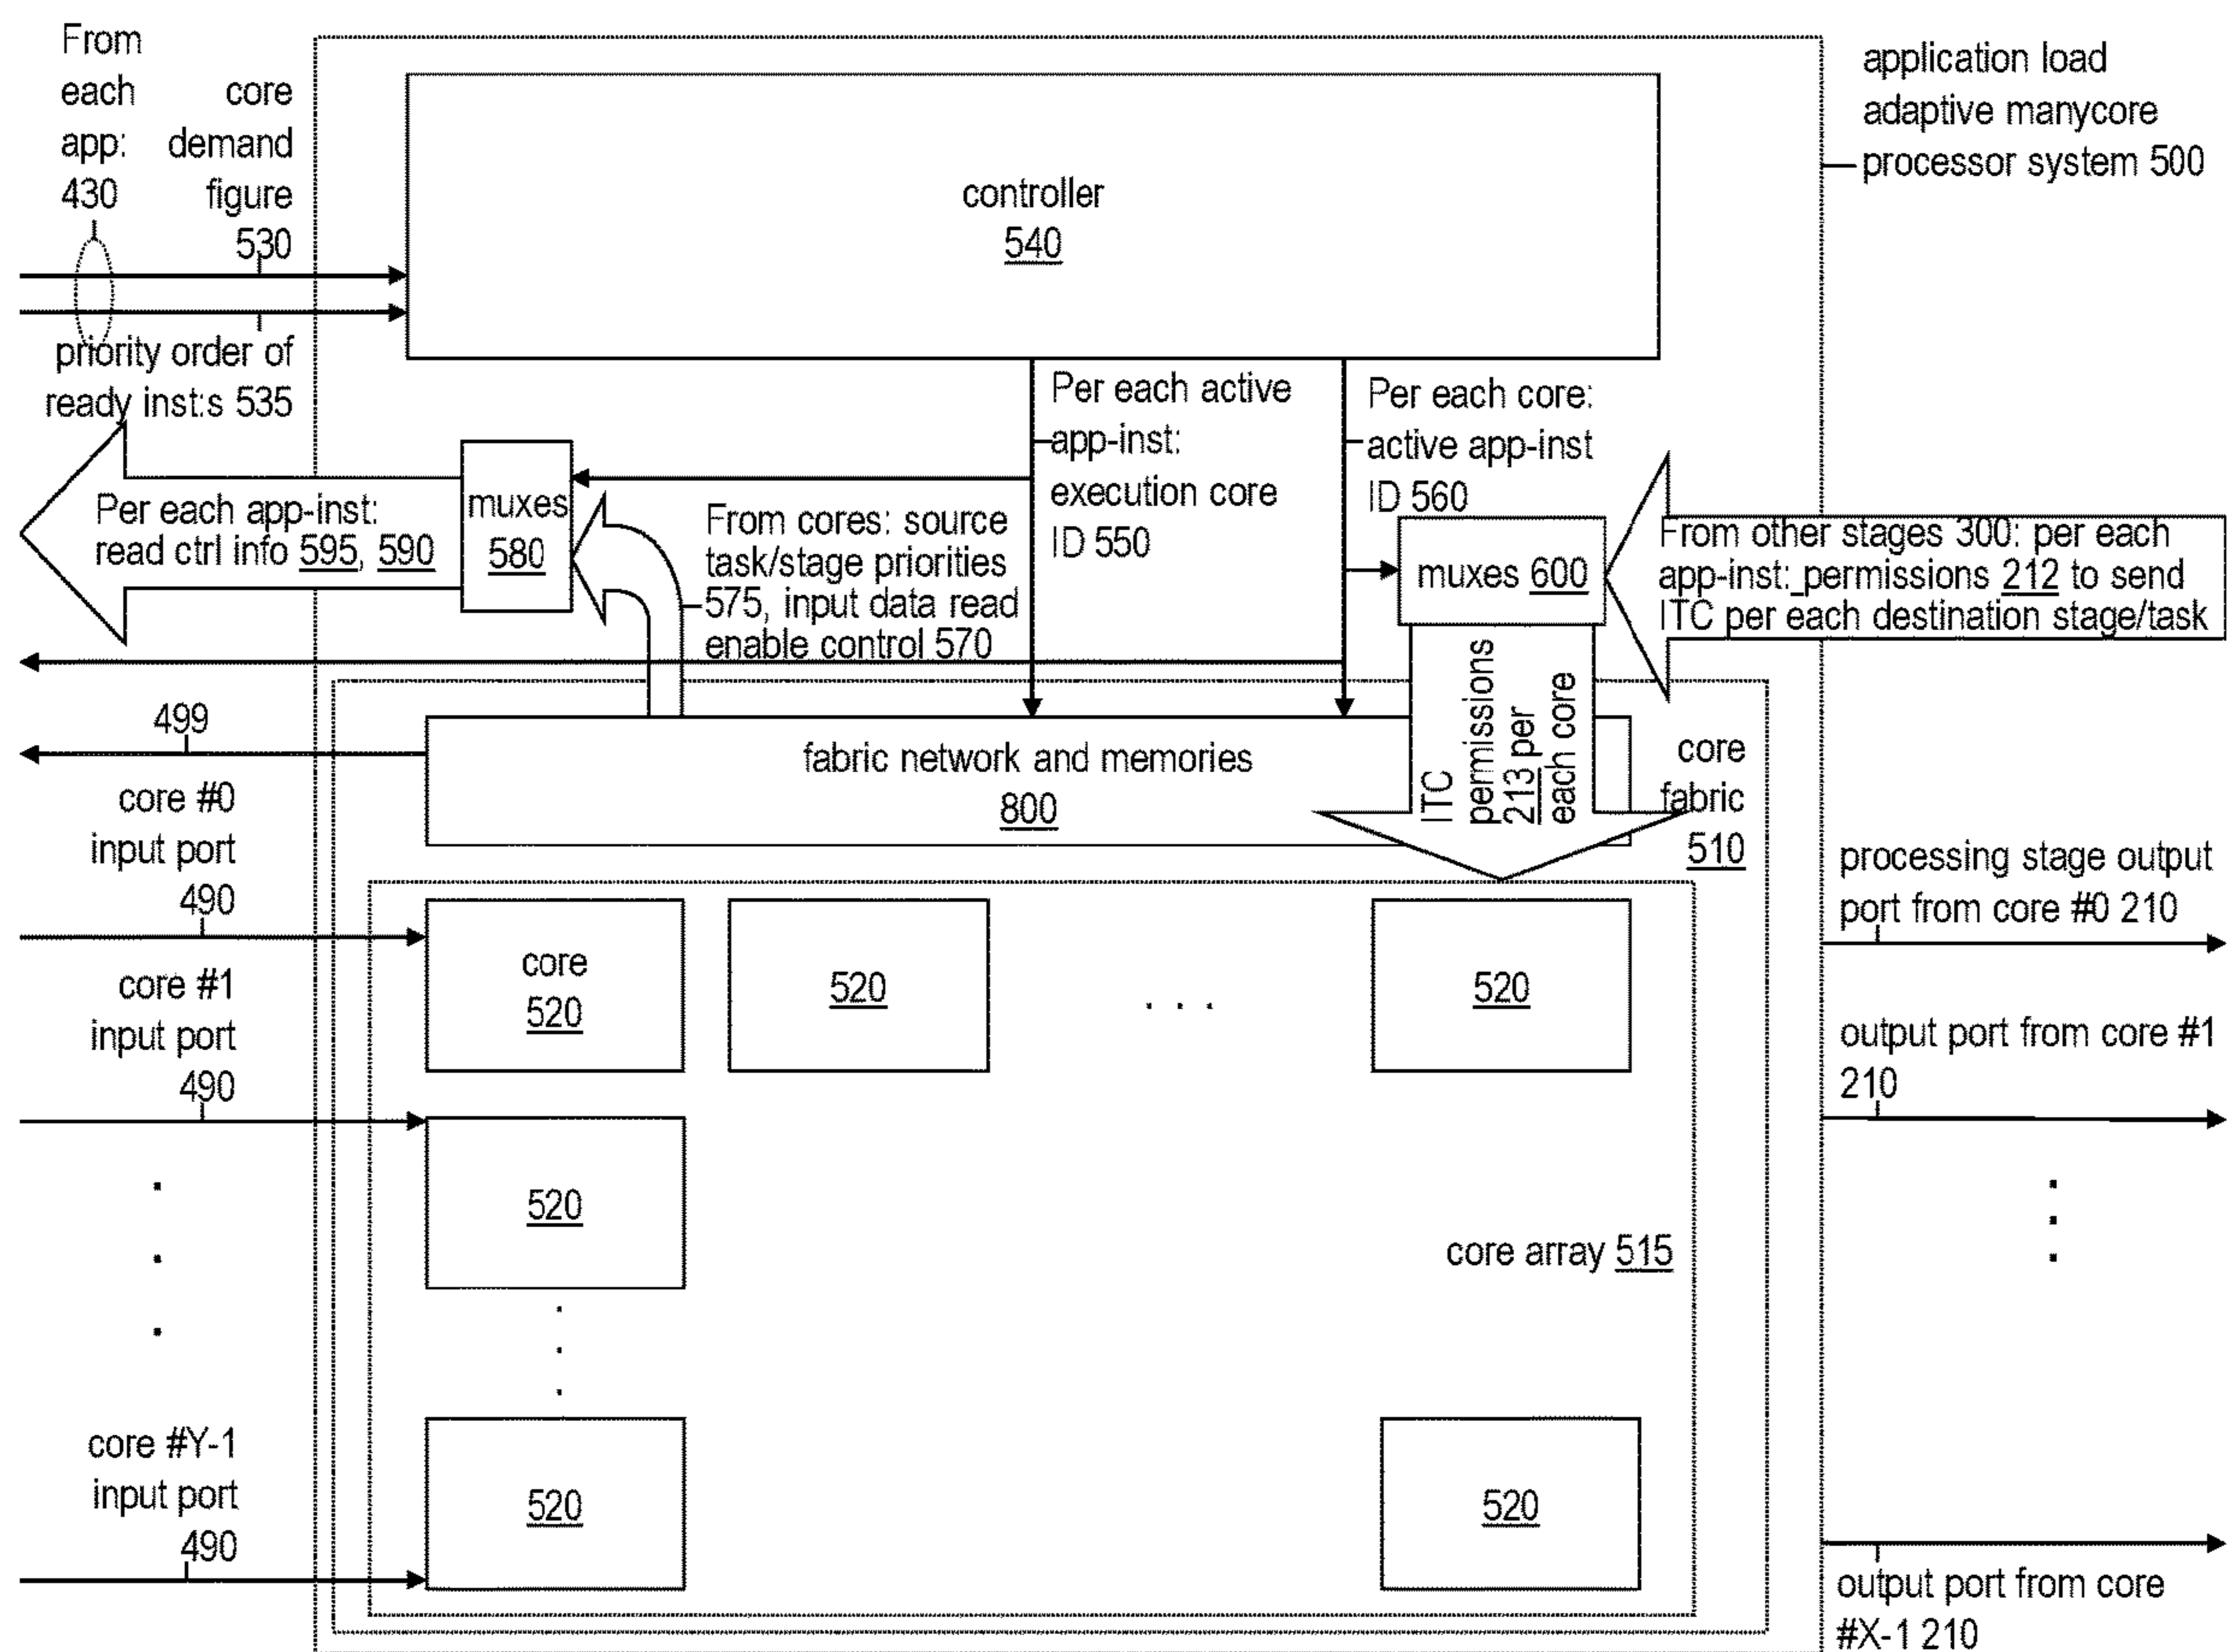 From
each
app:
430
core
demand
figure
530
priority order of
ready inst:s 535
controller
540
application load
adaptive manycore
processor system 500
Per each active
app-inst:
execution core
ID 550
Per each core:
active app-inst
ID 560
muxes
580
Per each app-inst:
read ctrl info 595, 590
From cores: source
task/stage priorities
575, input data read
enable control 570
muxes 600
From other stages 300: per each
app-inst: permissions 212 to send
ITC per each destination stage/task
ITC
permissions
213 per
each core
499
fabric network and memories
800
core
fabric
510
core #0
input port
490
core
520
520
. . .
520
processing stage output
port from core #0 210
core #1
input port
490
520
output port from core #1
210
.
.
.
.
.
.
.
.
.
core array 515
core #Y-1
input port
490
520
520
output port from core
#X-1 210